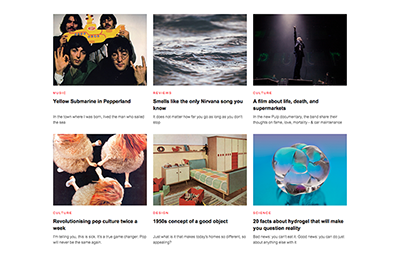 MUSIC
Yellow Submarine in Pepperland
In the town where I was born, lived the man who sailed
the sea
REVIEWS
Smells like the only Nirvana song you
know
It does not matter how far you go as long as you don't
stop
CULTURE
A film about life, death, and
supermarkets
In the new Pulp documentary, the band share their
thoughts on fame, love, mortality - & car maintenance
CULTURE
Revolutionising pop culture twice a
week
I'm telling you, this is kick. It's a true game changer. Pop
will never be the same again
DESIGN
1950s concept of a good object
Just what is it that makes today's homes so different, so
appealing?
SCIENCE
20 facts about hydrogel that will make
you question reality
Bad news: you can't eat it. Good news: you can do just
about anything else with it